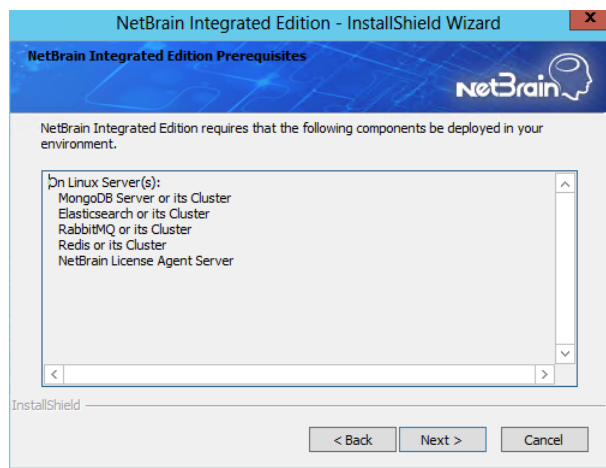 NetBrain Integrated Edition - InstallShield Wizard
x
NetBrain Integrated Edition Prerequisites
NetBrain
NetBrain Integrated Edition requires that the following components be deployed in your
environment.
On Linux Server(s):
MongoDB Server or its Cluster
Elasticsearch or its Cluster
RabbitMQ or its Cluster
Redis or its Cluster
NetBrain License Agent Server
InstallShield
< Back
Next >
Cancel